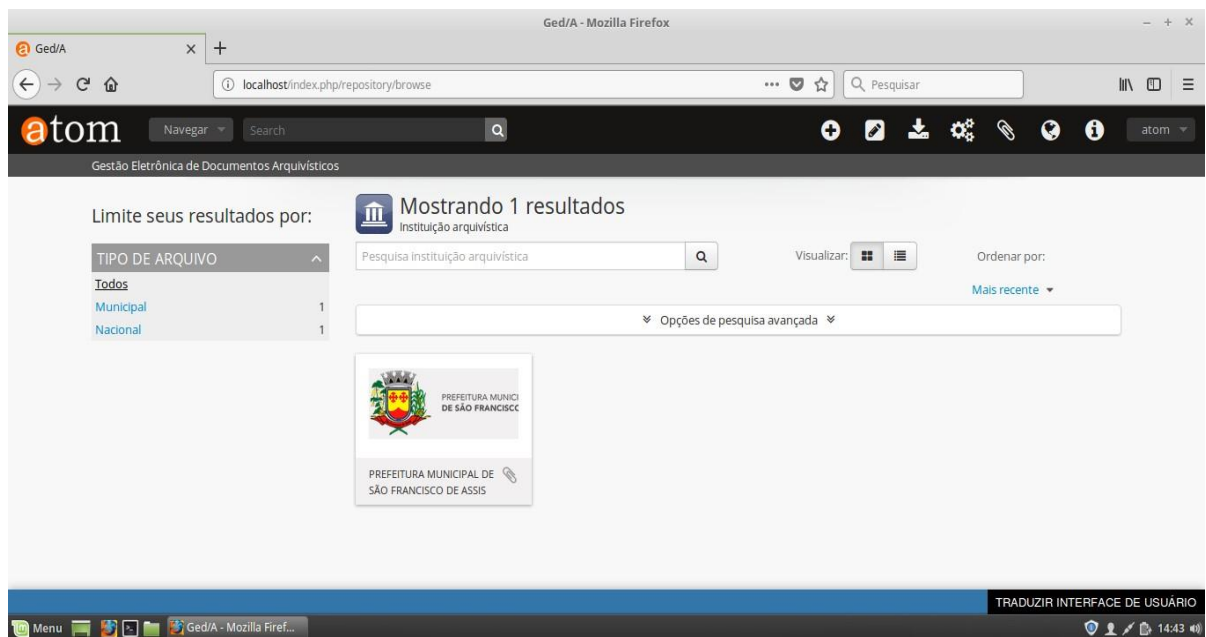 Ged/A - Mozilla Firefox
Ged/A
localhost/index.php/repository/browse
Pesquisar
atom
Navegar
Search
atom
Gestão Eletrônica de Documentos Arquivísticos
Limite seus resultados por:
TIPO DE ARQUIVO
Todos
Municipal 1
Nacional 1
Mostrando 1 resultados
Instituição arquivística
Pesquisa Instituição arquivística
Visualizar:
Ordenar por:
Mais recente
Opções de pesquisa avançada
PREFEITURA MUNICI
DE SÃO FRANCISCO
PREFEITURA MUNICIPAL DE
SÃO FRANCISCO DE ASSIS
TRADUZIR INTERFACE DE USUÁRIO
Menu
Ged/A - Mozilla Firef...
14:43